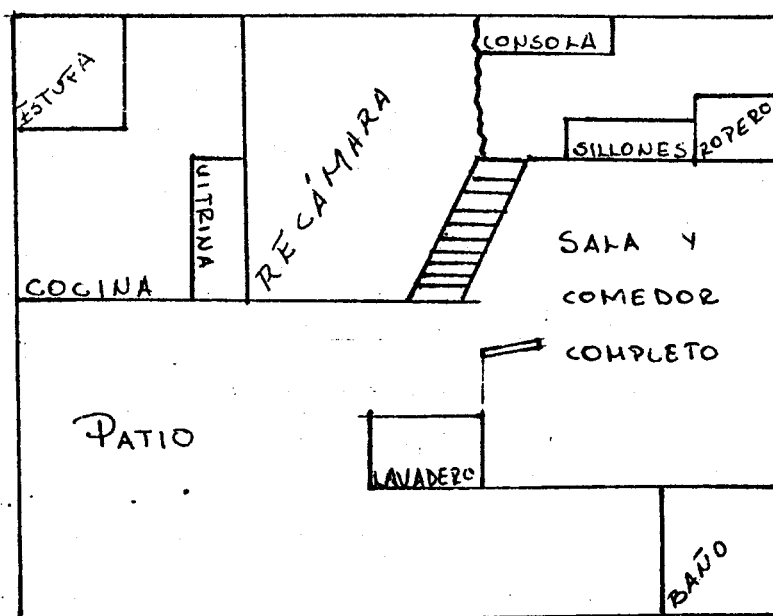 CONSOLA
ESTUFA
SILLONES
ROPERO
VITRINA
RECÁMARA
SALA Y
COMEDOR
COMPLETO
COCINA
PATIO
LAVADERO
BAÑO